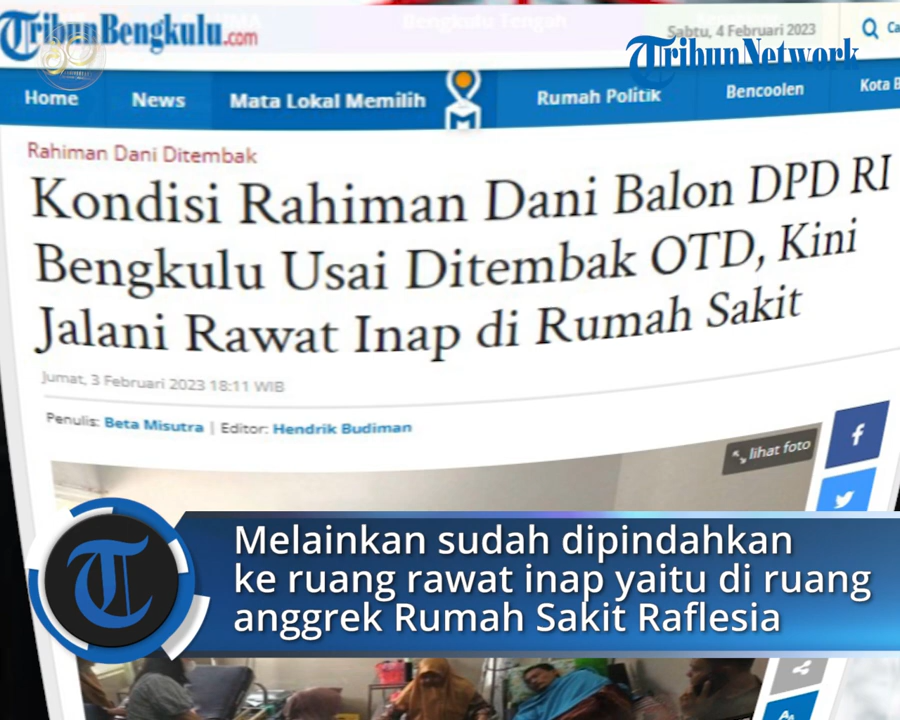 TribunBengkulu.com
Bengkulu Tengah
Sabtu, 4 Februari 2023
TribunNetwork
Home
News
Mata Lokal Memilih
Rumah Politik
Bencoolen
Kota B
Rahiman Dani Ditembak
Kondisi Rahiman Dani Balon DPD RI
Bengkulu Usai Ditembak OTD, Kini
Jalani Rawat Inap di Rumah Sakit
Jumat, 3 Februari 2023 18:11 WIB
Penulis: Beta Misutra | Editor: Hendrik Budiman
lihat foto
Melainkan sudah dipindahkan
ke ruang rawat inap yaitu di ruang
anggrek Rumah Sakit Raflesia